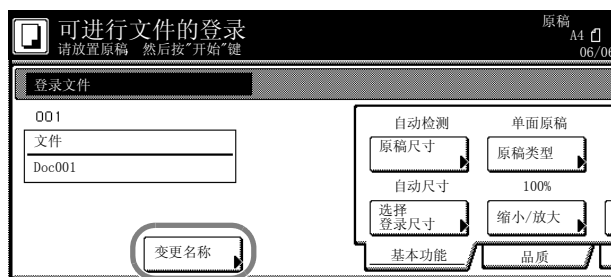 可进行文件的登录
请放置原稿 然后按"开始"键
原稿
A4
06/06
登录文件
001
文件
Doc001
变更名称
自动检测
单面原稿
原稿尺寸
原稿类型
自动尺寸
100%
选择
登录尺寸
缩小/放大
基本功能
品质